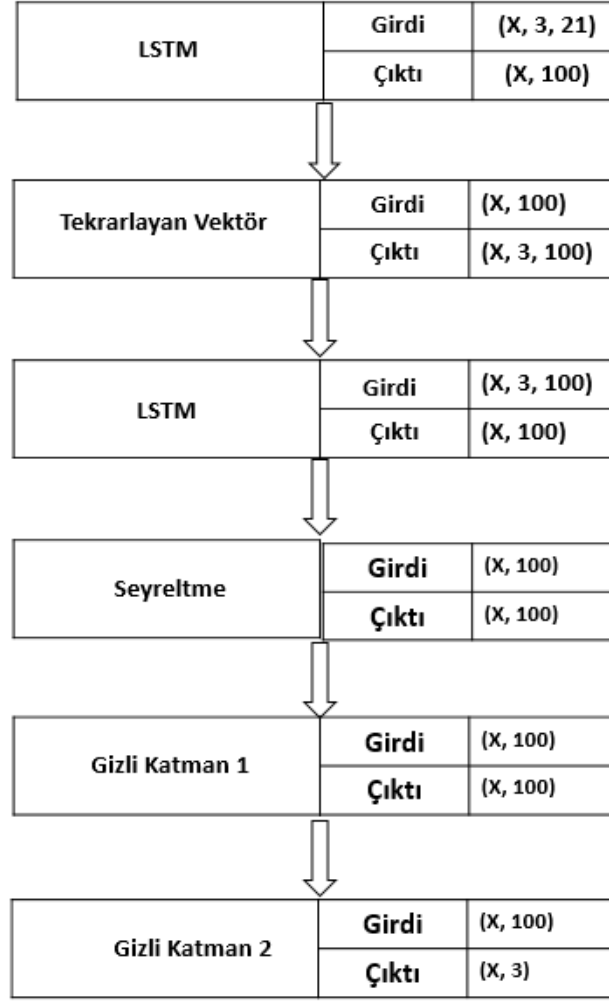 LSTM
Girdi (X, 3, 21)
Çıktı (X, 100)
Tekrarlayan Vektör
Girdi (X, 100)
Çıktı (X, 3, 100)
LSTM
Girdi (X, 3, 100)
Çıktı (X, 100)
Seyreltme
Girdi (X, 100)
Çıktı (X, 100)
Gizli Katman 1
Girdi (X, 100)
Çıktı (X, 100)
Gizli Katman 2
Girdi (X, 100)
Çıktı (X, 3)